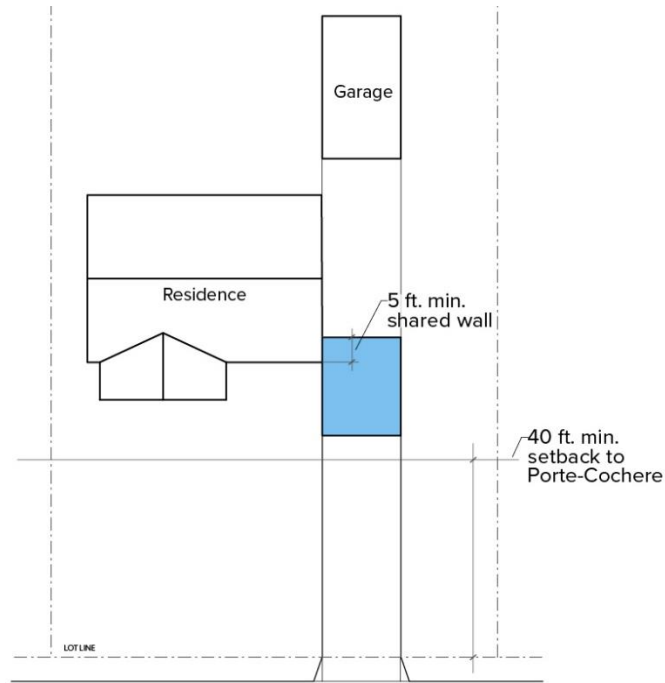 Garage
Residence
5 ft. min.
shared wall
40 ft. min.
setback to
Porte-Cochere
LOT LINE